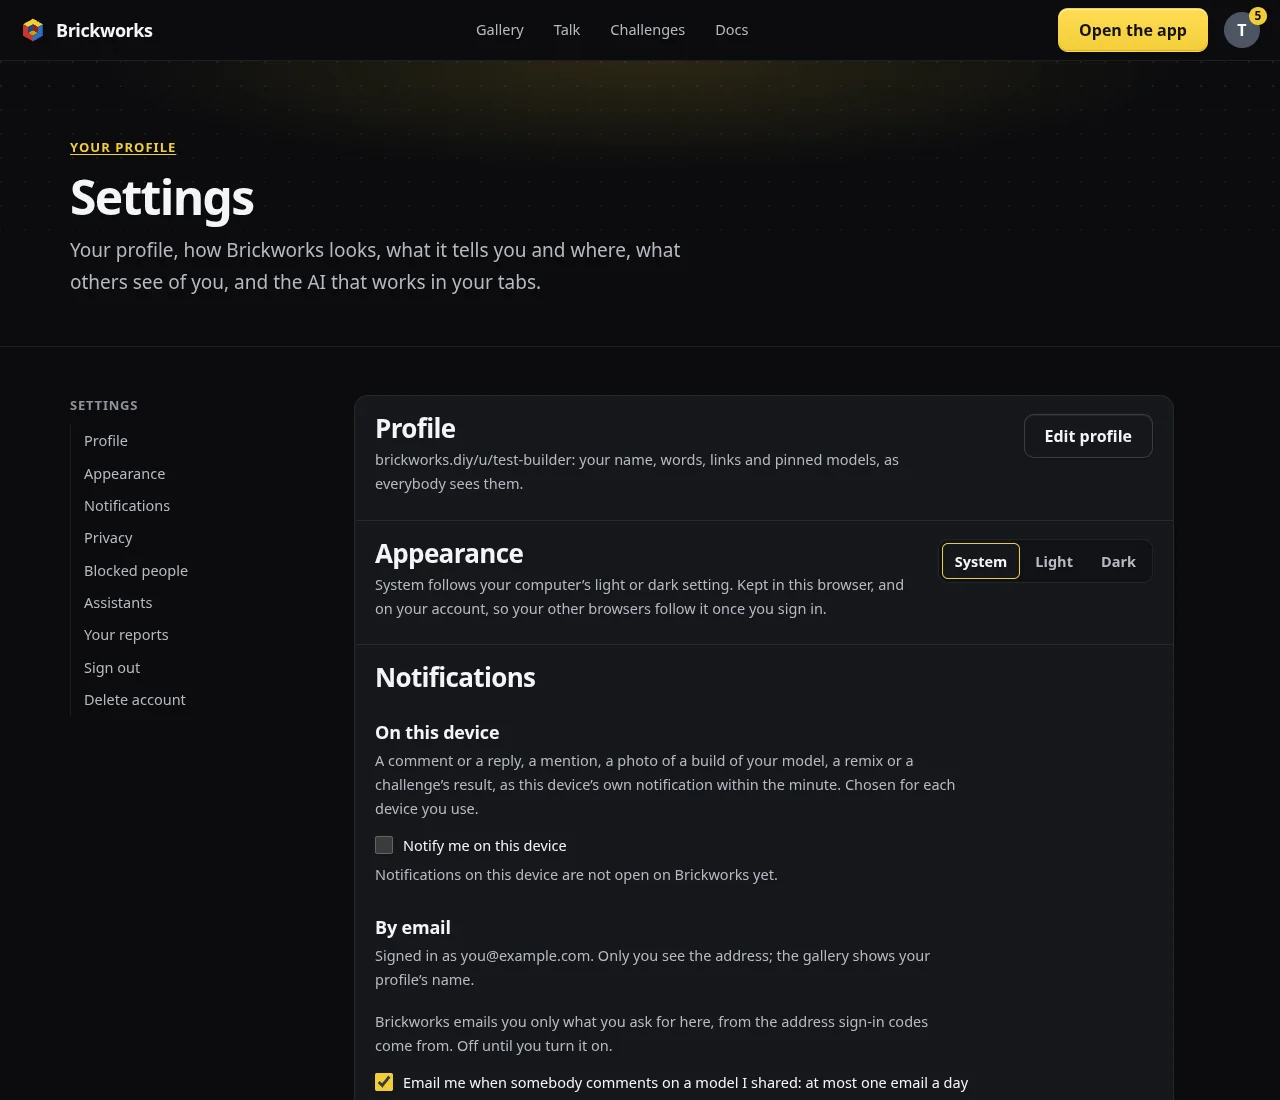 Brickworks
Gallery
Talk
Challenges
Docs
Open the app
T
5
YOUR PROFILE
Settings
Your profile, how Brickworks looks, what it tells you and where, what
others see of you, and the AI that works in your tabs.
SETTINGS
Profile
Appearance
Notifications
Privacy
Blocked people
Assistants
Your reports
Sign out
Delete account
Profile
brickworks.diy/u/test-builder: your name, words, links and pinned models, as
everybody sees them.
Edit profile
Appearance
System follows your computer’s light or dark setting. Kept in this browser, and
on your account, so your other browsers follow it once you sign in.
System
Light
Dark
Notifications
On this device
A comment or a reply, a mention, a photo of a build of your model, a remix or a
challenge’s result, as this device’s own notification within the minute. Chosen for each
device you use.
Notify me on this device
Notifications on this device are not open on Brickworks yet.
By email
Signed in as you@example.com. Only you see the address; the gallery shows your
profile’s name.
Brickworks emails you only what you ask for here, from the address sign-in codes
come from. Off until you turn it on.
Email me when somebody comments on a model I shared: at most one email a day